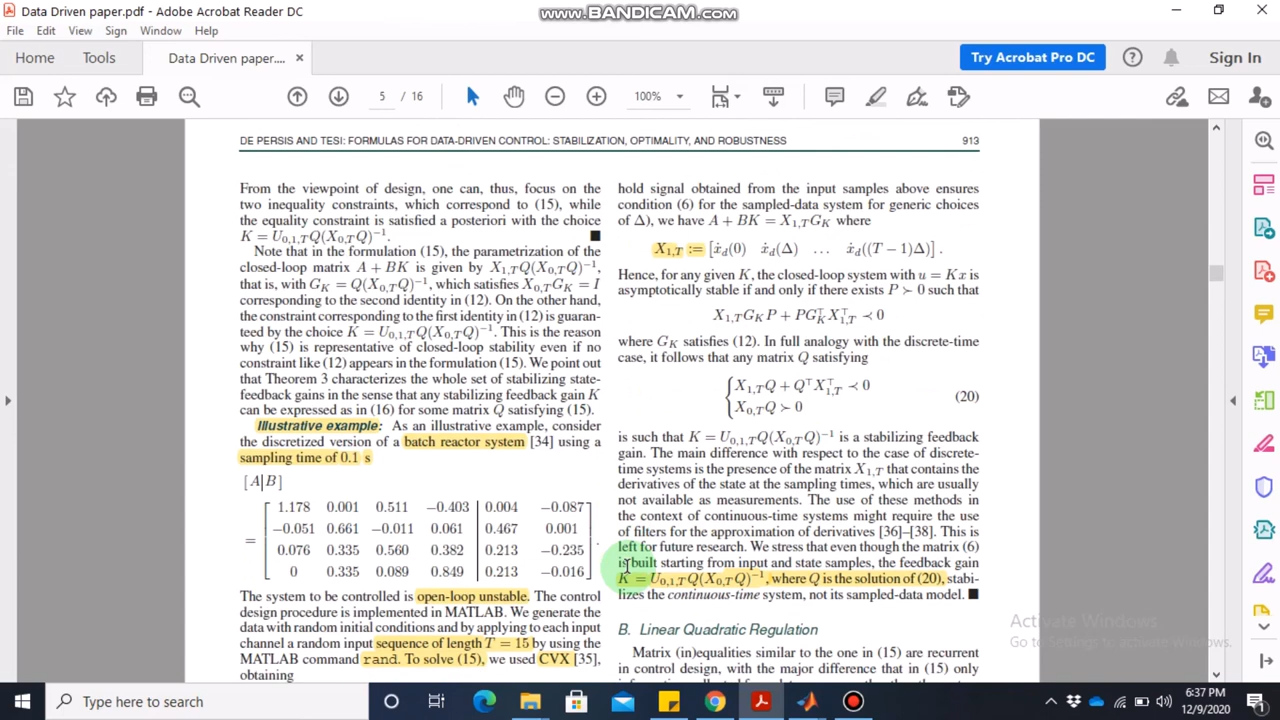 Data Driven paper.pdf - Adobe Acrobat Reader DC
www.BANDICAM.com
File Edit View Sign Window Help
Home Tools Data Driven paper.... × Try Acrobat Pro DC Sign In
5 / 16 100%
DE PERSIS AND TESI: FORMULAS FOR DATA-DRIVEN CONTROL: STABILIZATION, OPTIMALITY, AND ROBUSTNESS 913
From the viewpoint of design, one can, thus, focus on the
two inequality constraints, which correspond to (15), while
the equality constraint is satisfied a posteriori with the choice
K = U₀,₁,T Q(X₀,T Q)⁻¹. ■
Note that in the formulation (15), the parametrization of the
closed-loop matrix A + BK is given by X₁,T Q(X₀,T Q)⁻¹,
that is, with G_K = Q(X₀,T Q)⁻¹, which satisfies X₀,T G_K = I
corresponding to the second identity in (12). On the other hand,
the constraint corresponding to the first identity in (12) is guaran-
teed by the choice K = U₀,₁,T Q(X₀,T Q)⁻¹. This is the reason
why (15) is representative of closed-loop stability even if no
constraint like (12) appears in the formulation (15). We point out
that Theorem 3 characterizes the whole set of stabilizing state-
feedback gains in the sense that any stabilizing feedback gain K
can be expressed as in (16) for some matrix Q satisfying (15).
Illustrative example: As an illustrative example, consider
the discretized version of a batch reactor system [34] using a
sampling time of 0.1 s
[A|B]
1.178 0.001 0.511 −0.403 0.004 −0.087
−0.051 0.661 −0.011 0.061 0.467 0.001
= .
0.076 0.335 0.560 0.382 0.213 −0.235
0 0.335 0.089 0.849 0.213 −0.016
The system to be controlled is open-loop unstable. The control
design procedure is implemented in MATLAB. We generate the
data with random initial conditions and by applying to each input
channel a random input sequence of length T = 15 by using the
MATLAB command rand. To solve (15), we used CVX [35],
obtaining
hold signal obtained from the input samples above ensures
condition (6) for the sampled-data system for generic choices
of Δ), we have A + BK = X₁,T G_K where
X₁,T := [ẋd(0) ẋd(Δ) … ẋd((T − 1)Δ)] .
Hence, for any given K, the closed-loop system with u = Kx is
asymptotically stable if and only if there exists P ≻ 0 such that
X₁,T G_K P + P G_K^⊤ X₁,T^⊤ ≺ 0
where G_K satisfies (12). In full analogy with the discrete-time
case, it follows that any matrix Q satisfying
X₁,T Q + Q^⊤ X₁,T^⊤ ≺ 0
(20)
X₀,T Q ≻ 0
is such that K = U₀,₁,T Q(X₀,T Q)⁻¹ is a stabilizing feedback
gain. The main difference with respect to the case of discrete-
time systems is the presence of the matrix X₁,T that contains the
derivatives of the state at the sampling times, which are usually
not available as measurements. The use of these methods in
the context of continuous-time systems might require the use
of filters for the approximation of derivatives [36]–[38]. This is
left for future research. We stress that even though the matrix (6)
is built starting from input and state samples, the feedback gain
K = U₀,₁,T Q(X₀,T Q)⁻¹, where Q is the solution of (20), stabi-
lizes the continuous-time system, not its sampled-data model. ■
B. Linear Quadratic Regulation
Matrix (in)equalities similar to the one in (15) are recurrent
in control design, with the major difference that in (15) only
Activate Windows
Go to Settings to activate Windows.
Type here to search
6:37 PM
12/9/2020